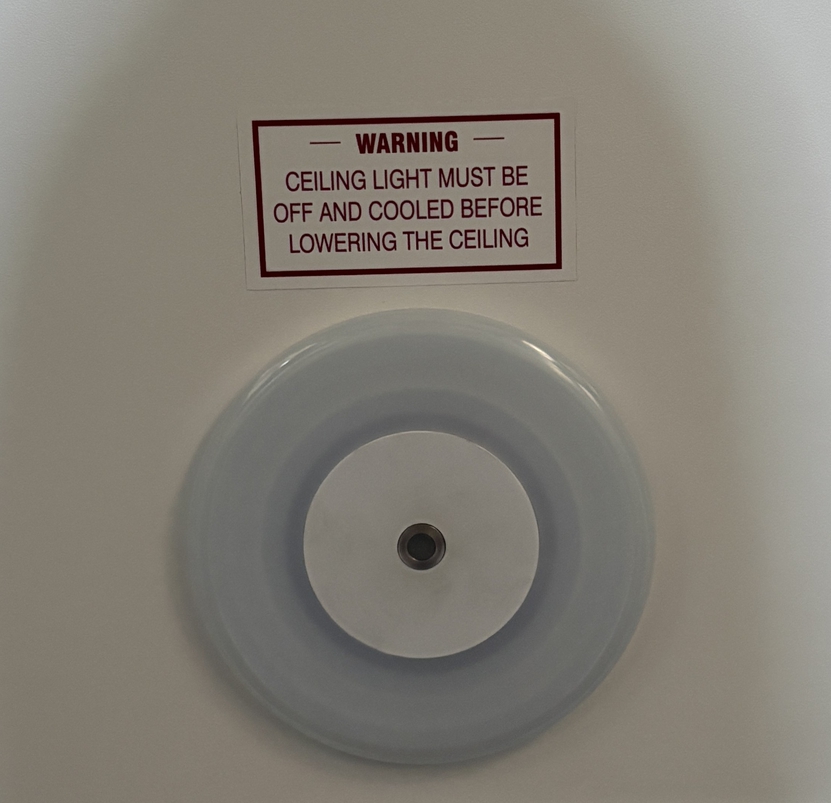 — WARNING —
CEILING LIGHT MUST BE
OFF AND COOLED BEFORE
LOWERING THE CEILING